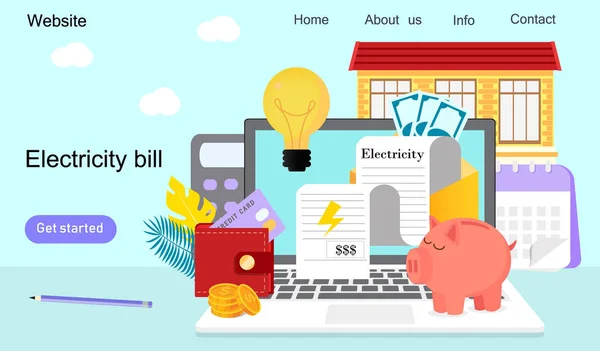 Website
Home
About us
Info
Contact
Electricity bill
Get started
Electricity
CREDIT CARD
$$$